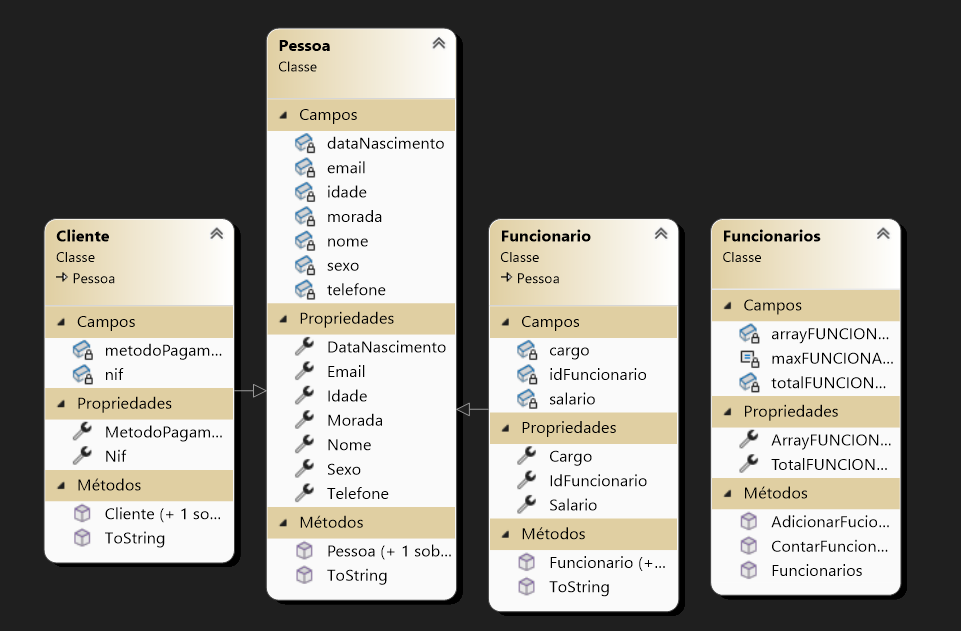 Pessoa
Classe
Campos
dataNascimento
email
idade
morada
nome
sexo
telefone
Propriedades
DataNascimento
Email
Idade
Morada
Nome
Sexo
Telefone
Métodos
Pessoa (+ 1 sob...
ToString
Cliente
Classe
Pessoa
Campos
metodoPagam...
nif
Propriedades
MetodoPagam...
Nif
Métodos
Cliente (+ 1 so...
ToString
Funcionario
Classe
Pessoa
Campos
cargo
idFuncionario
salario
Propriedades
Cargo
IdFuncionario
Salario
Métodos
Funcionario (+...
ToString
Funcionarios
Classe
Campos
arrayFUNCION...
maxFUNCIONA...
totalFUNCION...
Propriedades
ArrayFUNCION...
TotalFUNCION...
Métodos
AdicionarFucio...
ContarFuncion...
Funcionarios